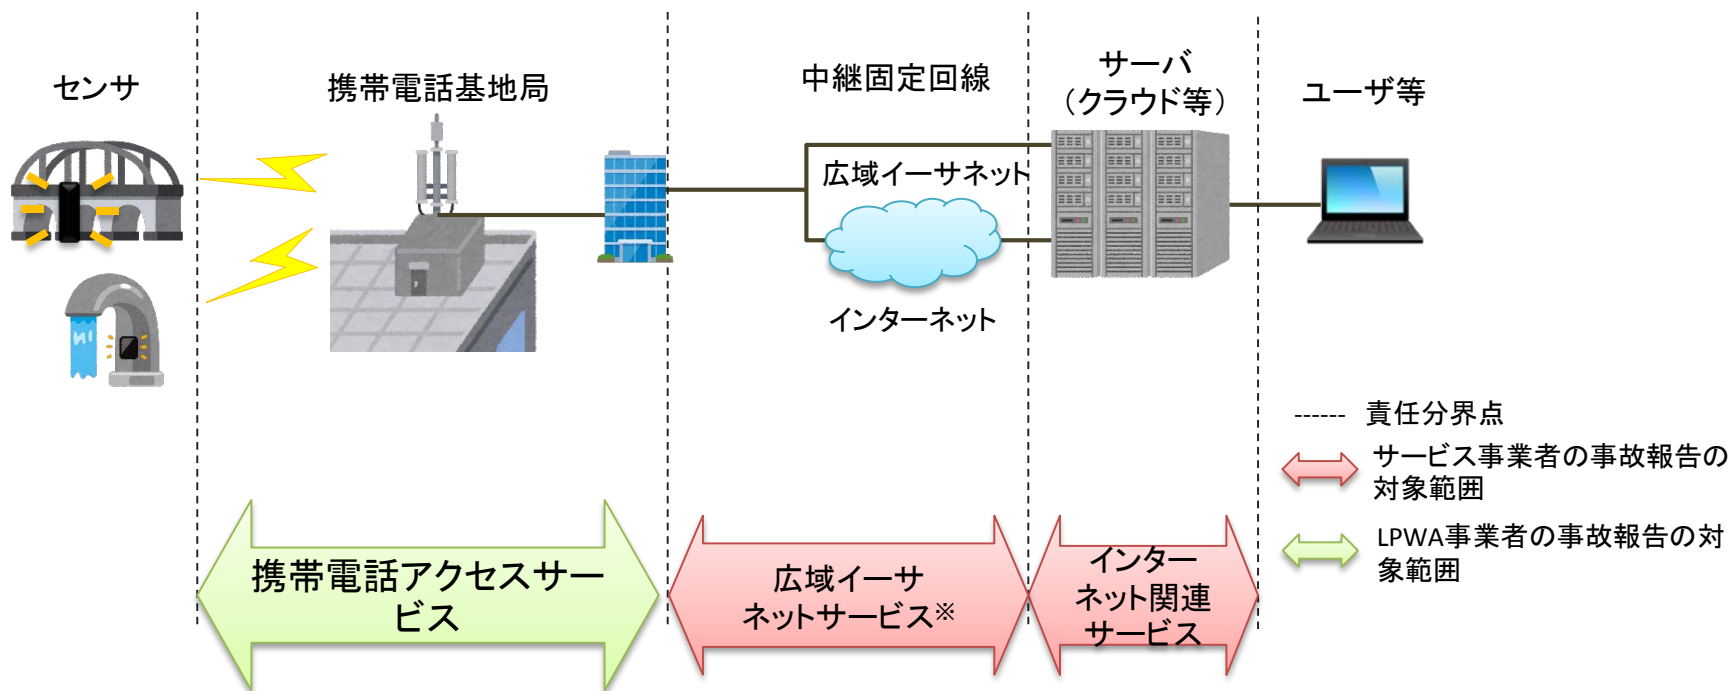 センサ
携帯電話基地局
中継固定回線
サーバ
（クラウド等）
ユーザ等
広域イーサネット
インターネット
------ 責任分界点
サービス事業者の事故報告の
対象範囲
LPWA事業者の事故報告の対
象範囲
携帯電話アクセスサー
ビス
広域イーサ
ネットサービス※
インター
ネット関連
サービス